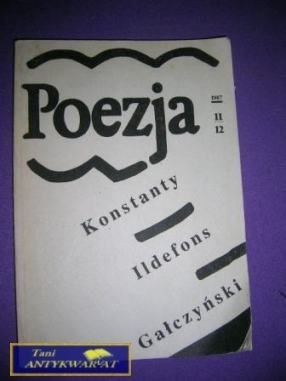 Poezja
1987
11
12
Konstanty
Ildefons
Gałczyński
Tani
ANTYKWARIAT